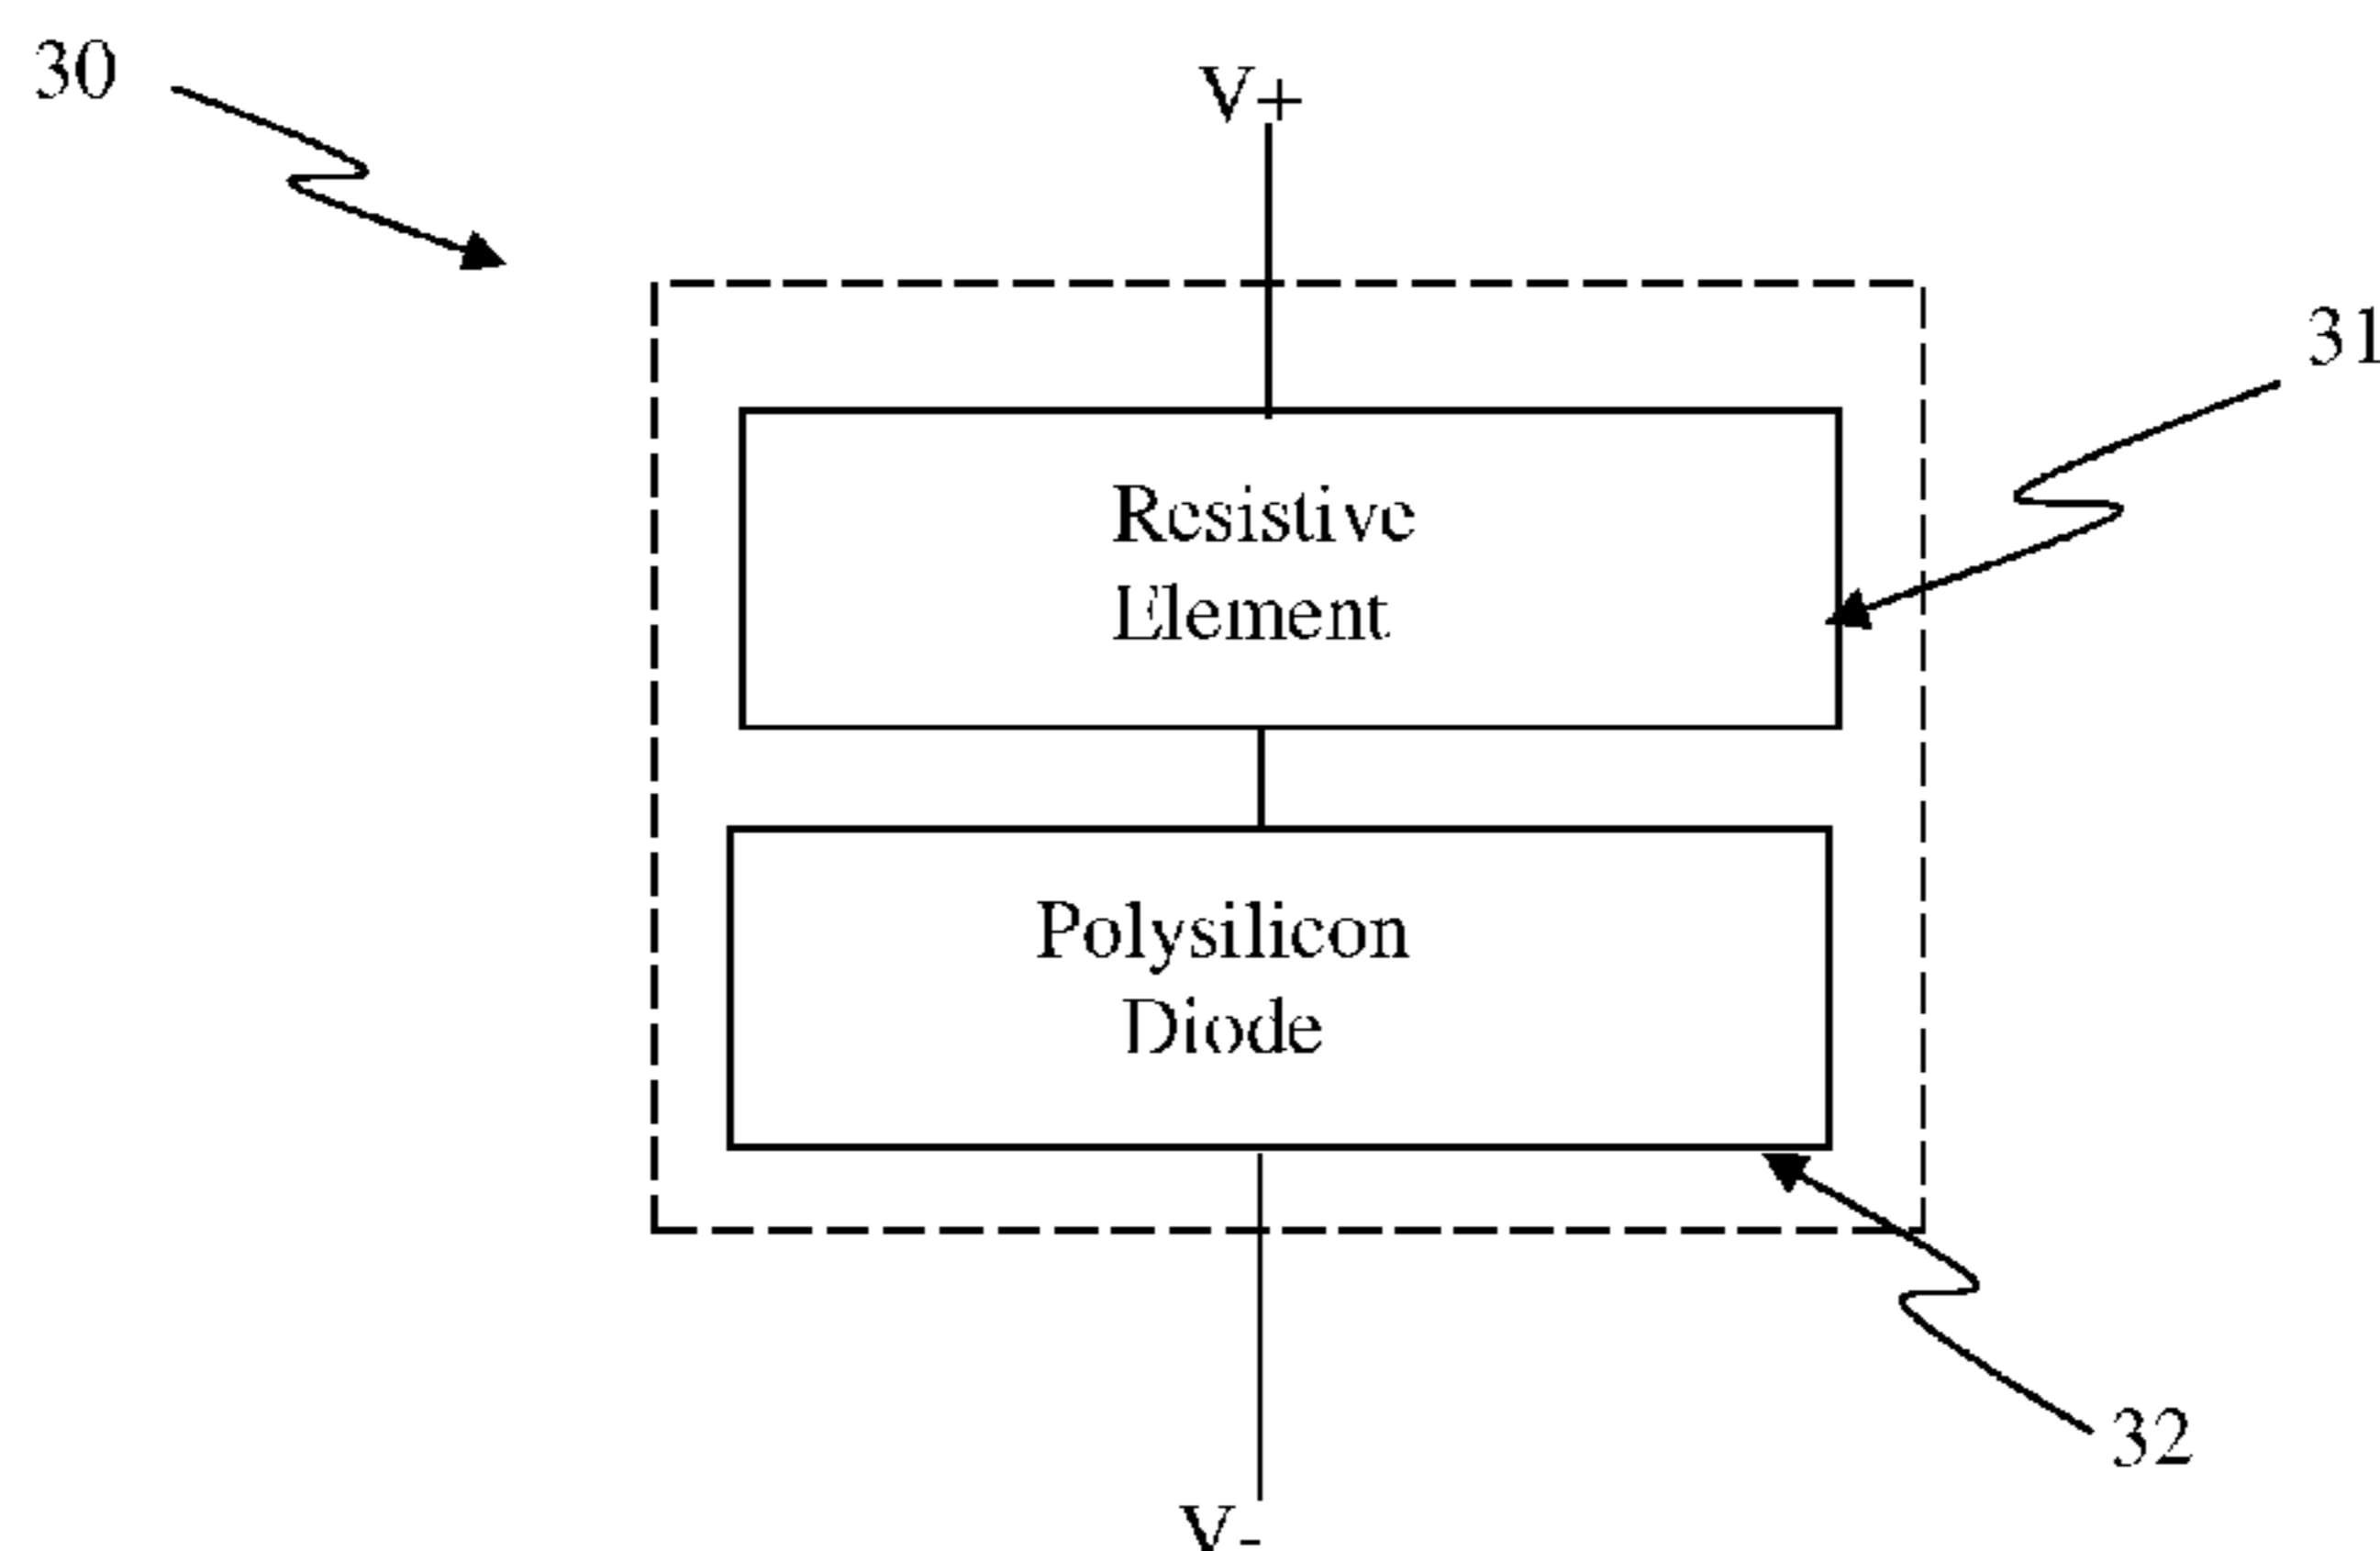 30
V+
31
Resistive
Element
Polysilicon
Diode
32
V-